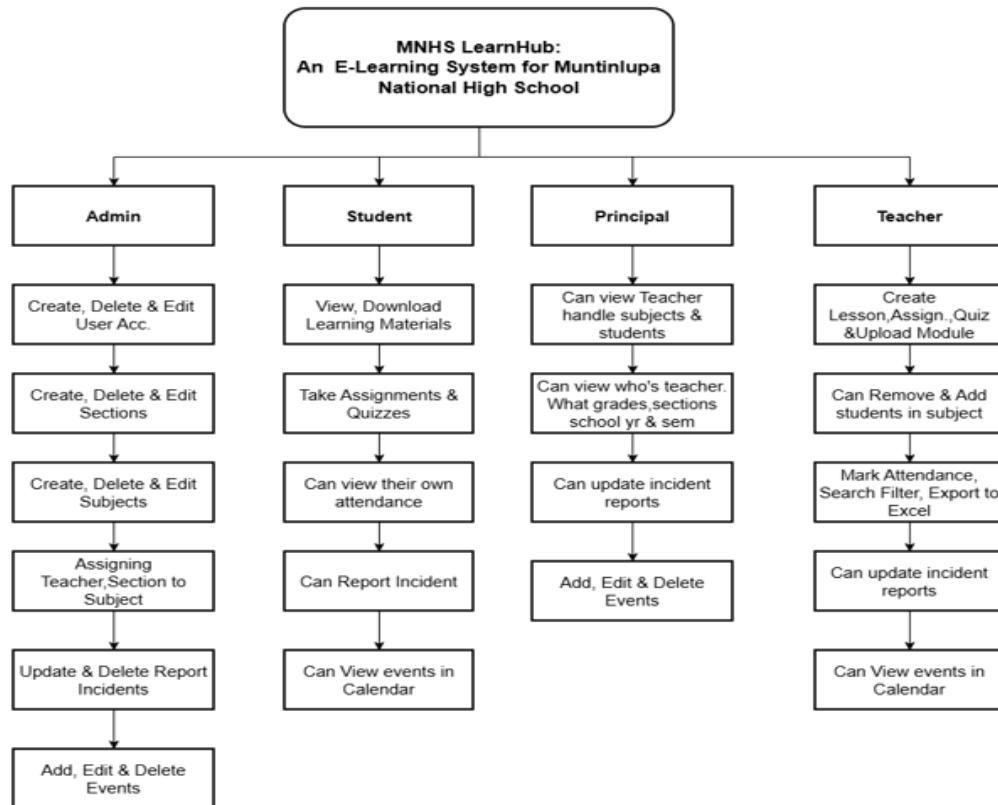 MNHS LearnHub:
An E-Learning System for Muntinlupa
National High School
Admin
Student
Principal
Teacher
Create, Delete & Edit
User Acc.
Create, Delete & Edit
Sections
Create, Delete & Edit
Subjects
Assigning
Teacher,Section to
Subject
Update & Delete Report
Incidents
Add, Edit & Delete
Events
View, Download
Learning Materials
Take Assignments &
Quizzes
Can view their own
attendance
Can Report Incident
Can View events in
Calendar
Can view Teacher
handle subjects &
students
Can view who's teacher.
What grades,sections
school yr & sem
Can update incident
reports
Add, Edit & Delete
Events
Create
Lesson,Assign.,Quiz
&Upload Module
Can Remove & Add
students in subject
Mark Attendance,
Search Filter, Export to
Excel
Can update incident
reports
Can View events in
Calendar